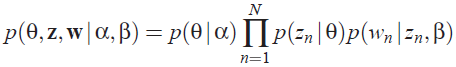 p(θ, z, w | α, β) = p(θ | α) ∏_{n=1}^{N} p(z_n | θ) p(w_n | z_n, β)